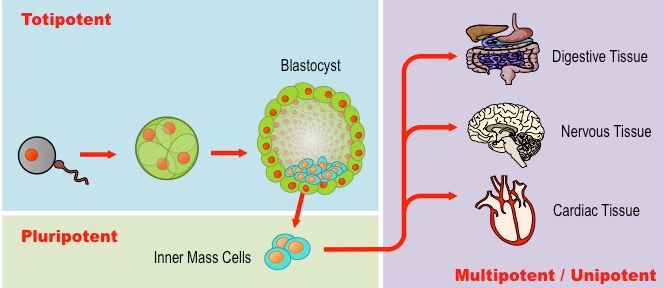 Totipotent
Blastocyst
Digestive Tissue
Nervous Tissue
Cardiac Tissue
Pluripotent
Inner Mass Cells
Multipotent / Unipotent